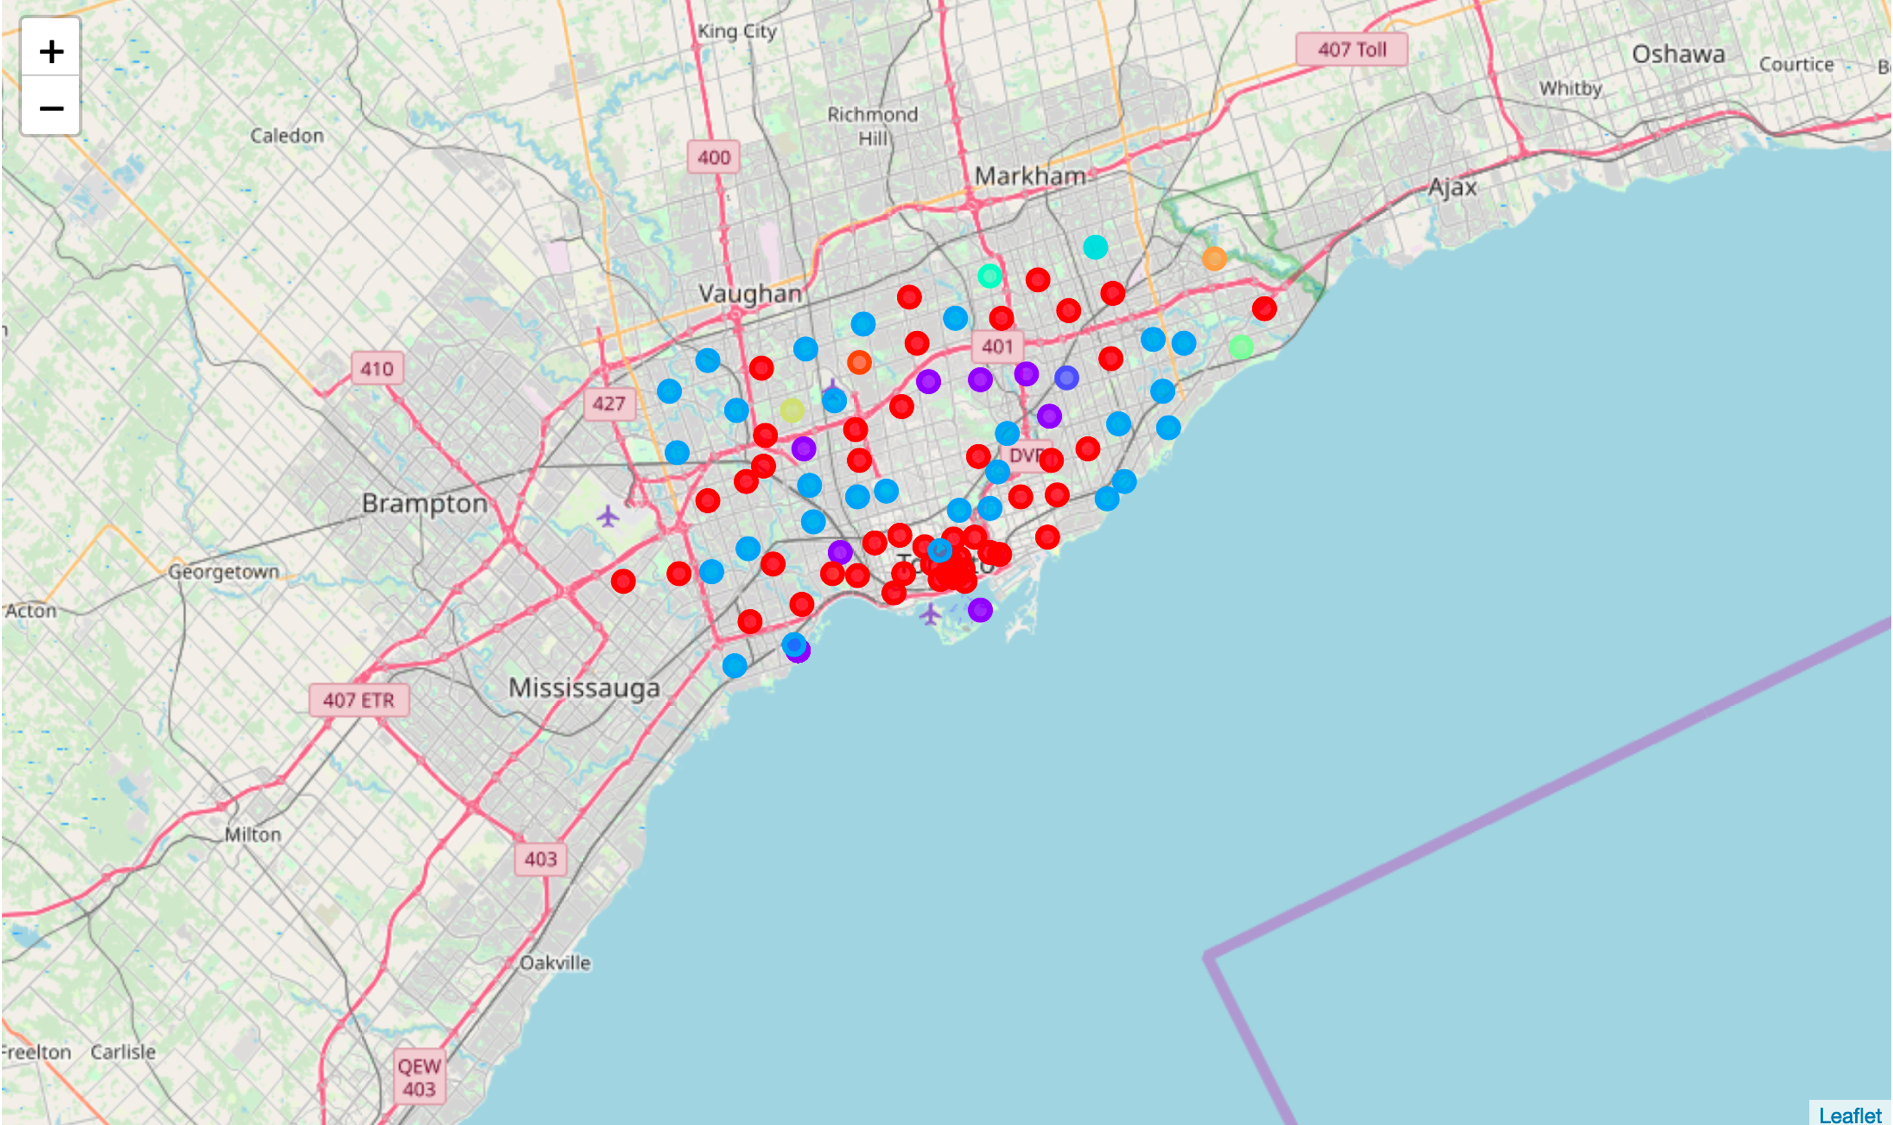 +
King City
407 Toll
Oshawa
Courtice
−
Whitby
Richmond
Hill
Caledon
400
Markham
Ajax
Vaughan
401
410
427
DVP
Brampton
Georgetown
Acton
Mississauga
407 ETR
Milton
403
Oakville
Freelton
Carlisle
QEW
403
Leaflet